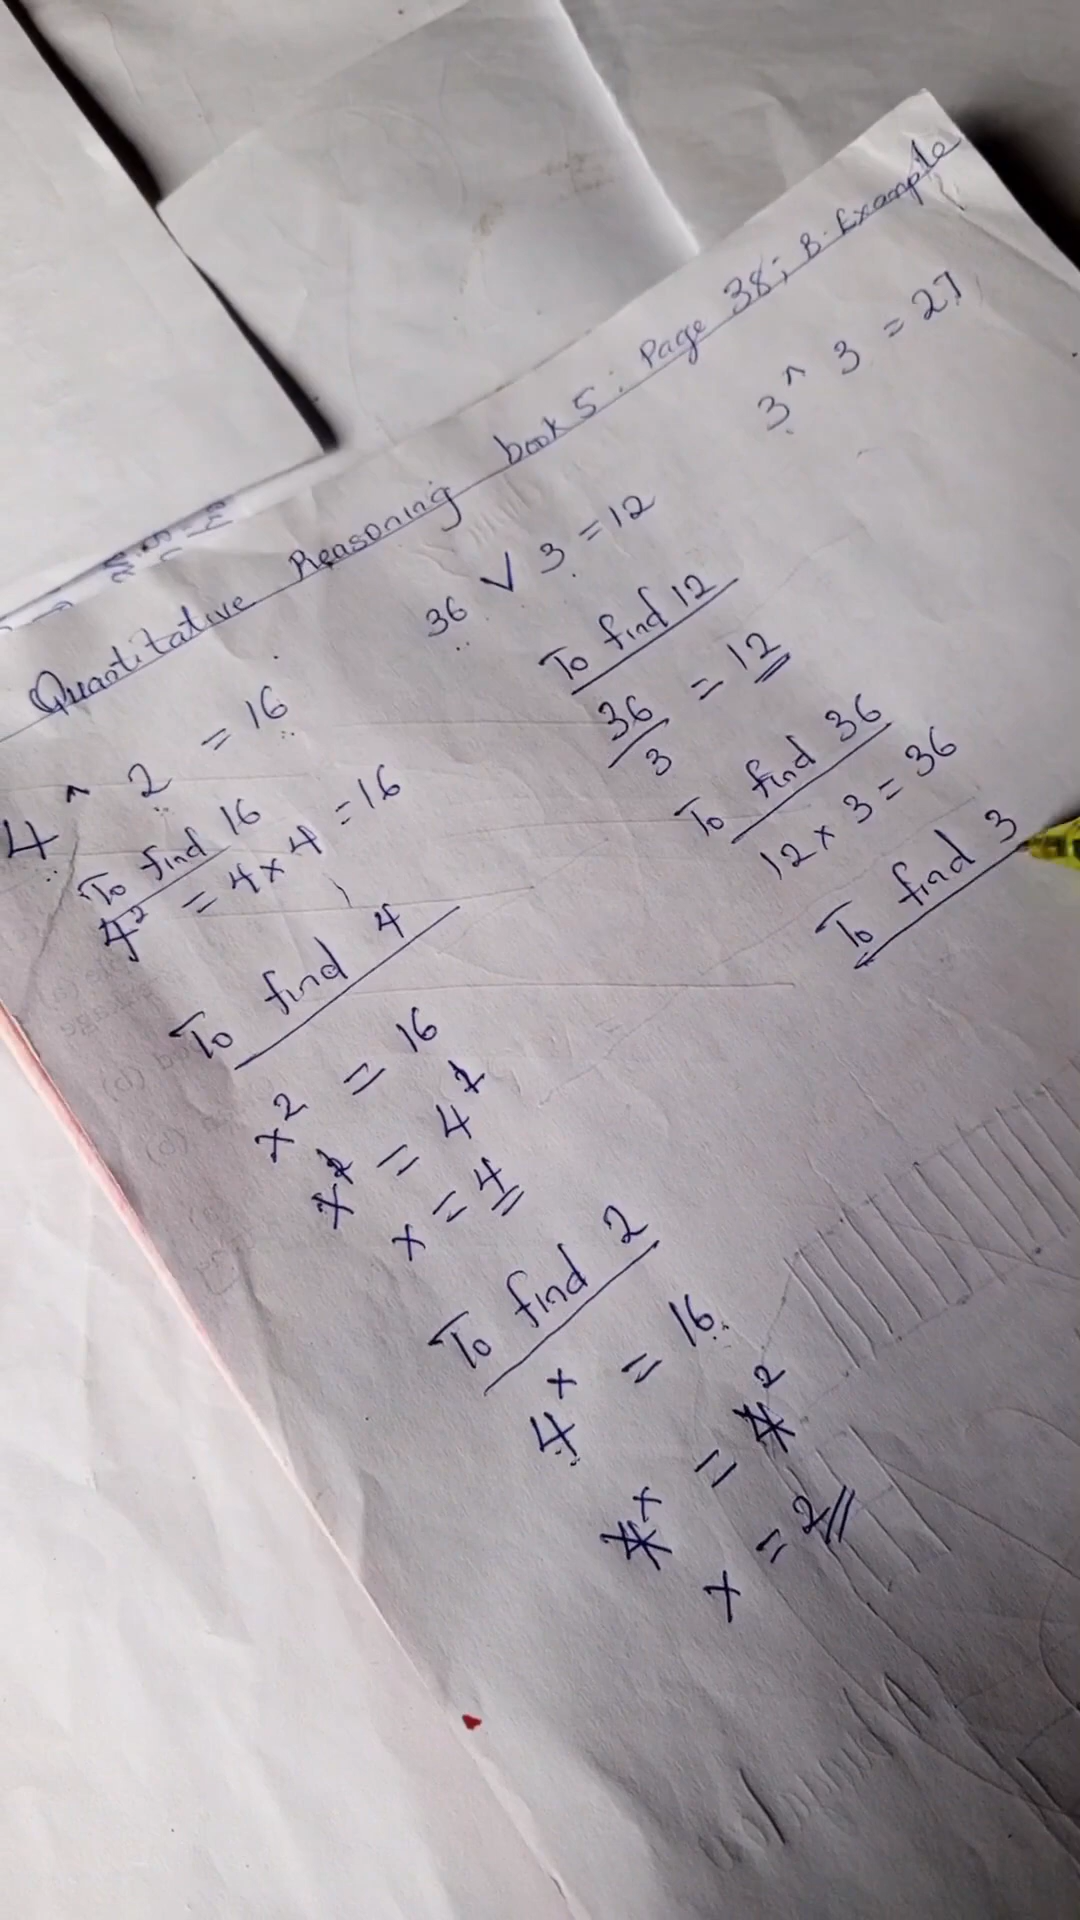 Quantitative Reasoning book 5: Page 38; B. Example
4 ^ 2 = 16
To find 16
4² = 4 x 4 = 16
To find 4
x² = 16
x² = 4²
x = 4
To find 2
4ˣ = 16
4ˣ = 4²
x = 2
36 V 3 = 12
To find 12
36/3 = 12
To find 36
12 x 3 = 36
To find 3
3 ^ 3 = 27